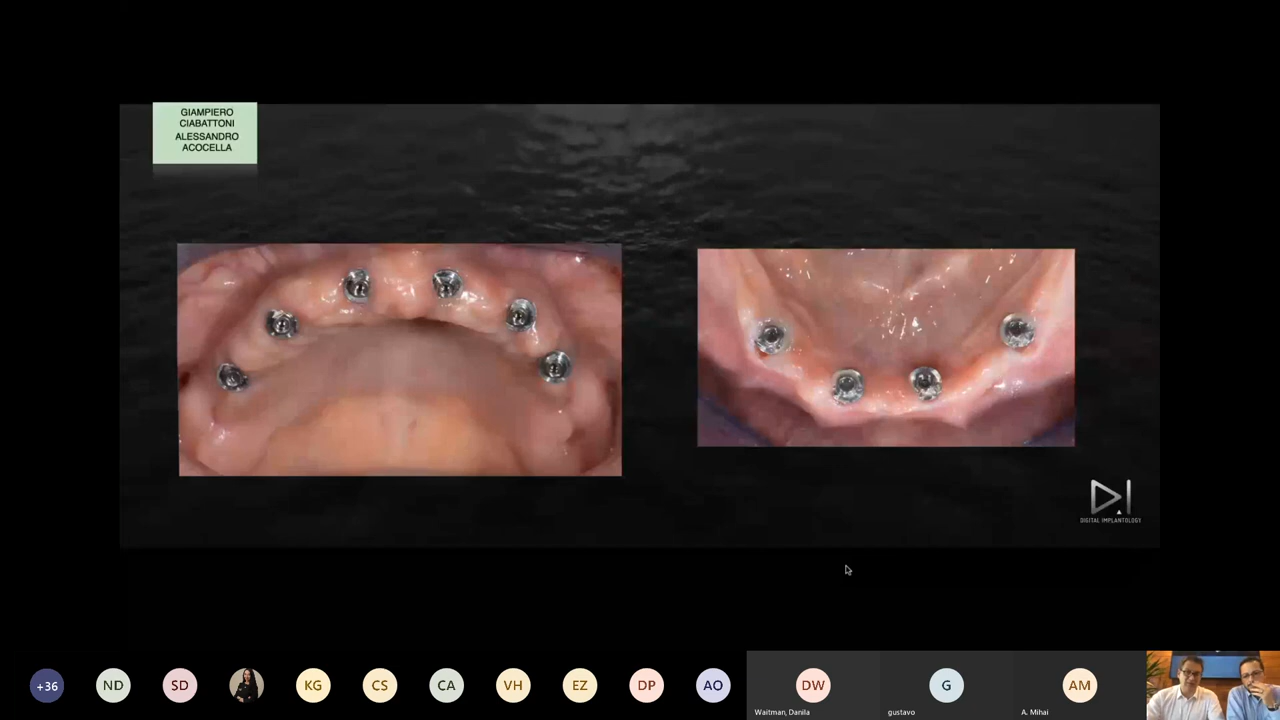 GIAMPIERO
CIABATTONI
ALESSANDRO
ACOCELLA
DIGITAL IMPLANTOLOGY
+36
ND
SD
KG
CS
CA
VH
EZ
DP
AO
DW
G
AM
Waitman, Danila
gustavo
A. Mihai